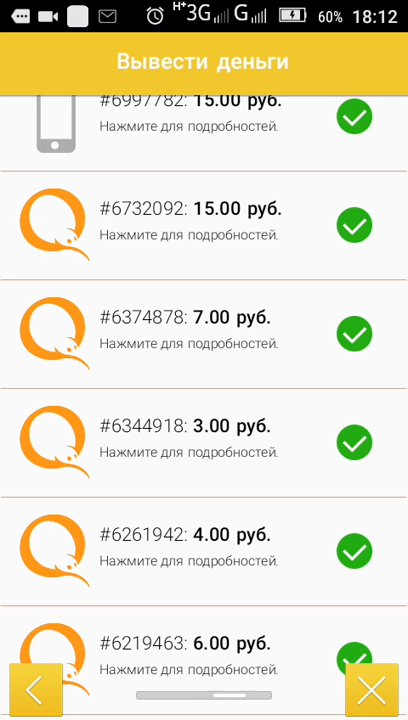 H+ 3G G 60% 18:12
Вывести деньги
#6997782: 15.00 руб.
Нажмите для подробностей.
#6732092: 15.00 руб.
Нажмите для подробностей.
#6374878: 7.00 руб.
Нажмите для подробностей.
#6344918: 3.00 руб.
Нажмите для подробностей.
#6261942: 4.00 руб.
Нажмите для подробностей.
#6219463: 6.00 руб.
Нажмите для подробностей.